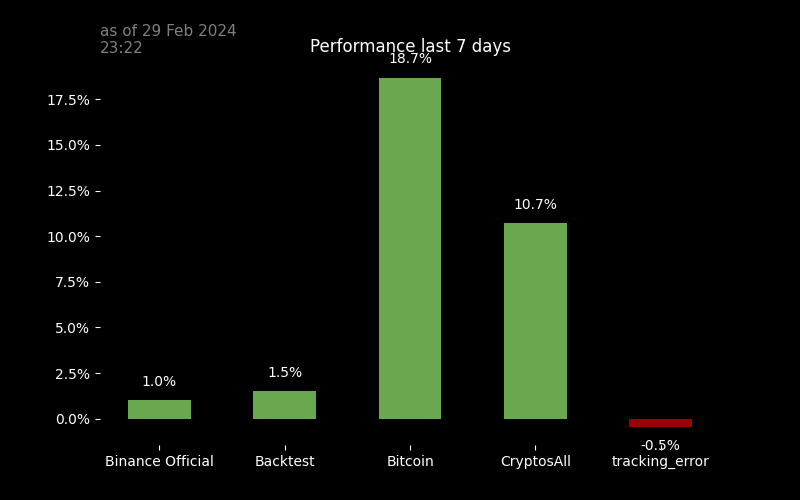 as of 29 Feb 2024
23:22
Performance last 7 days
18.7%
17.5%
15.0%
12.5%
10.7%
10.0%
7.5%
5.0%
2.5%
1.0%
1.5%
0.0%
-0.5%
Binance Official
Backtest
Bitcoin
CryptosAll
tracking_error